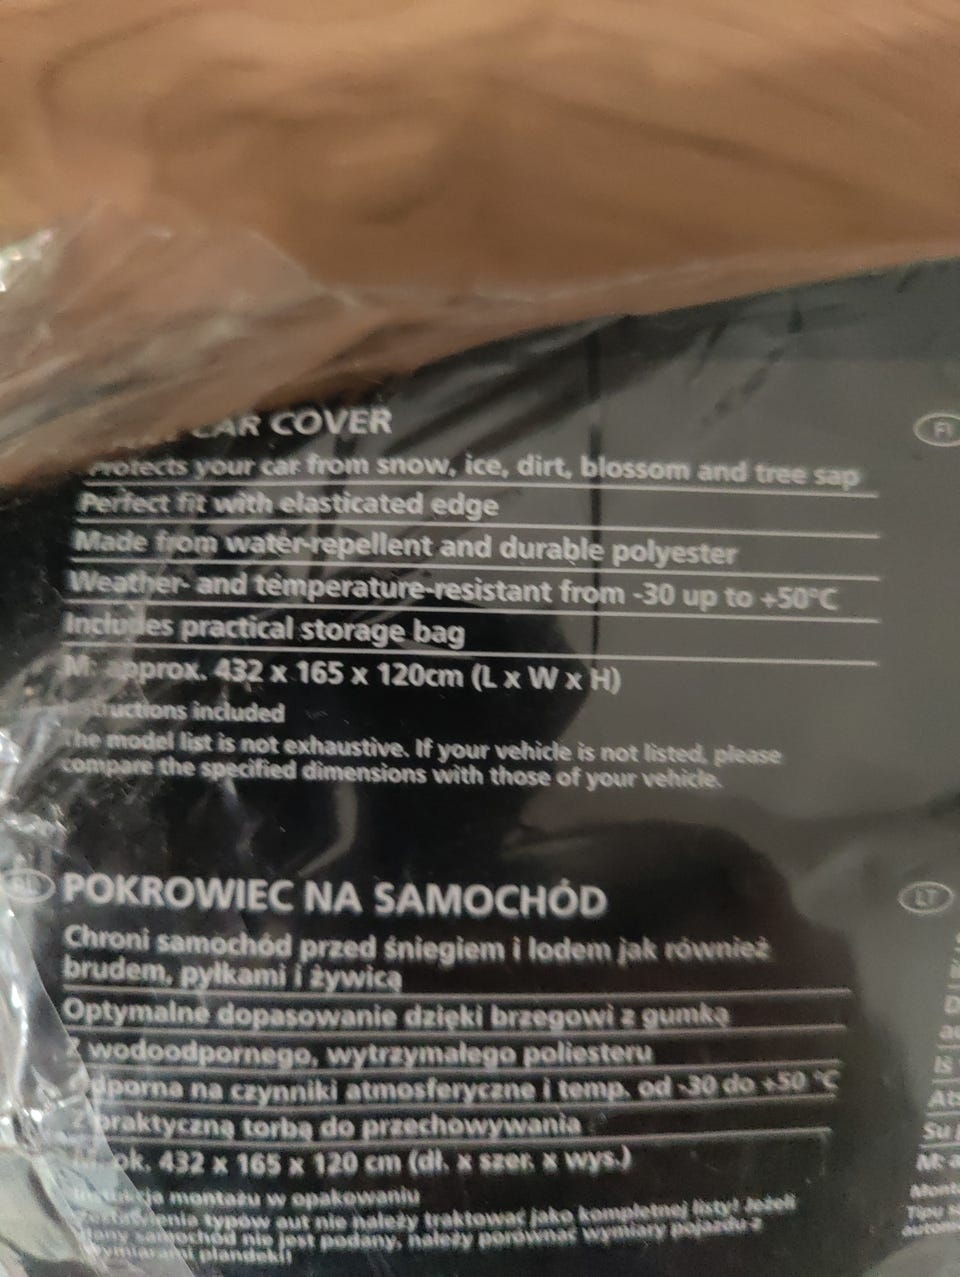 CAR COVER
FI
Protects your car from snow, ice, dirt, blossom and tree sap
Perfect fit with elasticated edge
Made from water-repellent and durable polyester
Weather- and temperature-resistant from -30 up to +50°C
Includes practical storage bag
M: approx. 432 x 165 x 120cm (L x W x H)
included
The model list is not exhaustive. If your vehicle is not listed, please
compare the specified dimensions with those of your vehicle.
POKROWIEC NA SAMOCHÓD
LT
Chroni samochód przed śniegiem i lodem jak również
brudem, pyłkami i żywicą
Optymalne dopasowanie dzięki brzegowi z gumką
Z wodoodpornego, wytrzymałego poliesteru
na czynniki atmosferyczne i temp. od -30 do +50 °C
Z praktyczną torbą do przechowywania
ok. 432 x 165 x 120 cm (dł. x szer. x wys.)
montażu w opakowaniu
typów aut nie należy traktować jako kompletnej listy! Jeżeli
samochód nie jest podany, należy porównać wymiary pojazdu z
wymiarami plandeki!
Su
M: